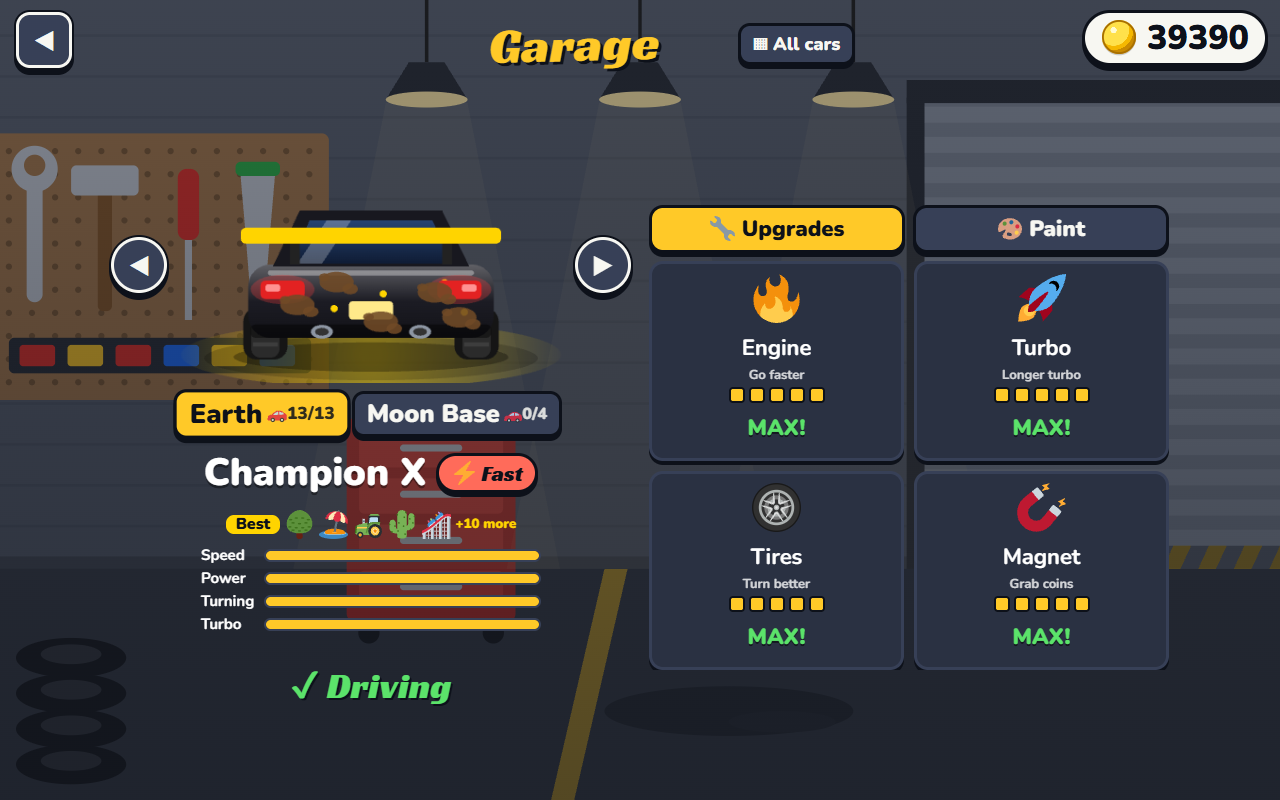 Garage
All cars
39390
Upgrades
Paint
Engine
Go faster
MAX!
Turbo
Longer turbo
MAX!
Tires
Turn better
MAX!
Magnet
Grab coins
MAX!
Earth 13/13
Moon Base 0/4
Champion X
Fast
Best +10 more
Speed
Power
Turning
Turbo
✓ Driving